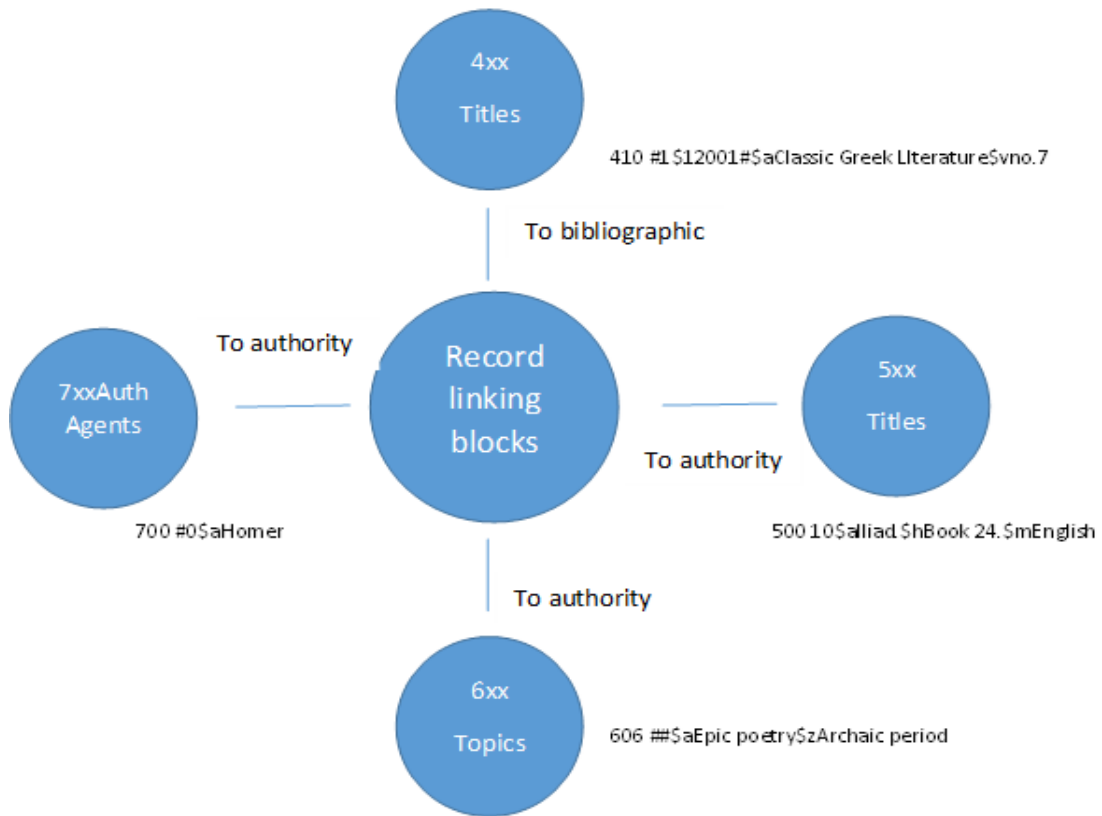 4xx
Titles
410 #1$12001#$aClassic Greek LIterature$vno.7
To bibliographic
To authority
Record
linking
blocks
7xxAuth
Agents
5xx
Titles
To authority
700 #0$aHomer
500 10$aIliad.$hBook 24.$mEnglish
To authority
6xx
Topics
606 ##$aEpic poetry$zArchaic period